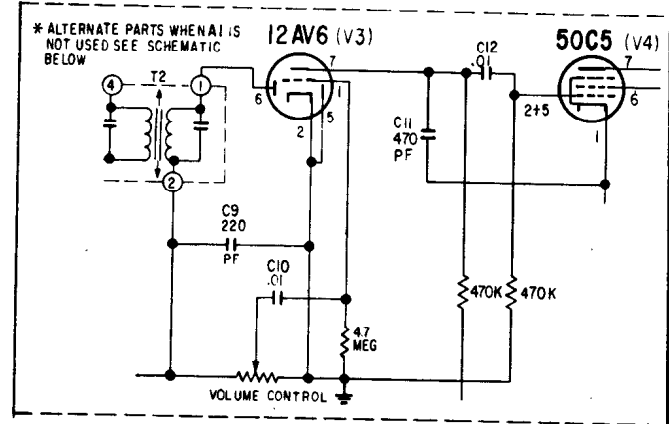 * ALTERNATE PARTS WHEN A1 IS
NOT USED SEE SCHEMATIC
BELOW
12AV6 (V3)
50C5 (V4)
T2
4
1
2
6
7
1
5
2
C12
.01
C11
470
PF
2+5
7
6
1
C9
220
PF
C10
.01
470K
470K
4.7
MEG
VOLUME CONTROL